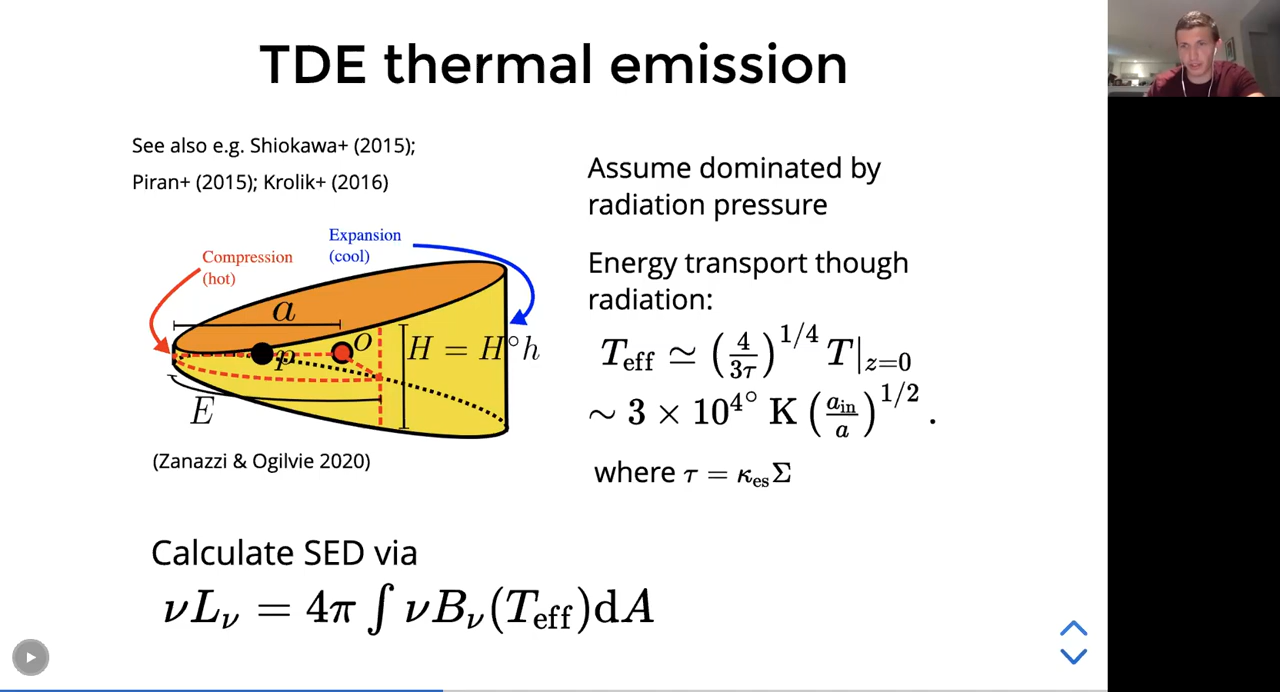 TDE thermal emission
See also e.g. Shiokawa+ (2015);
Piran+ (2015); Krolik+ (2016)
Assume dominated by
radiation pressure
Energy transport though
radiation:
T_eff ≃ (4/3τ)^1/4 T|_z=0
∼ 3 × 10^4° K (a_in/a)^1/2 .
where τ = κ_es Σ
Expansion
(cool)
Compression
(hot)
a
p
O
H = H°h
E
(Zanazzi & Ogilvie 2020)
Calculate SED via
νL_ν = 4π ∫ νB_ν(T_eff)dA